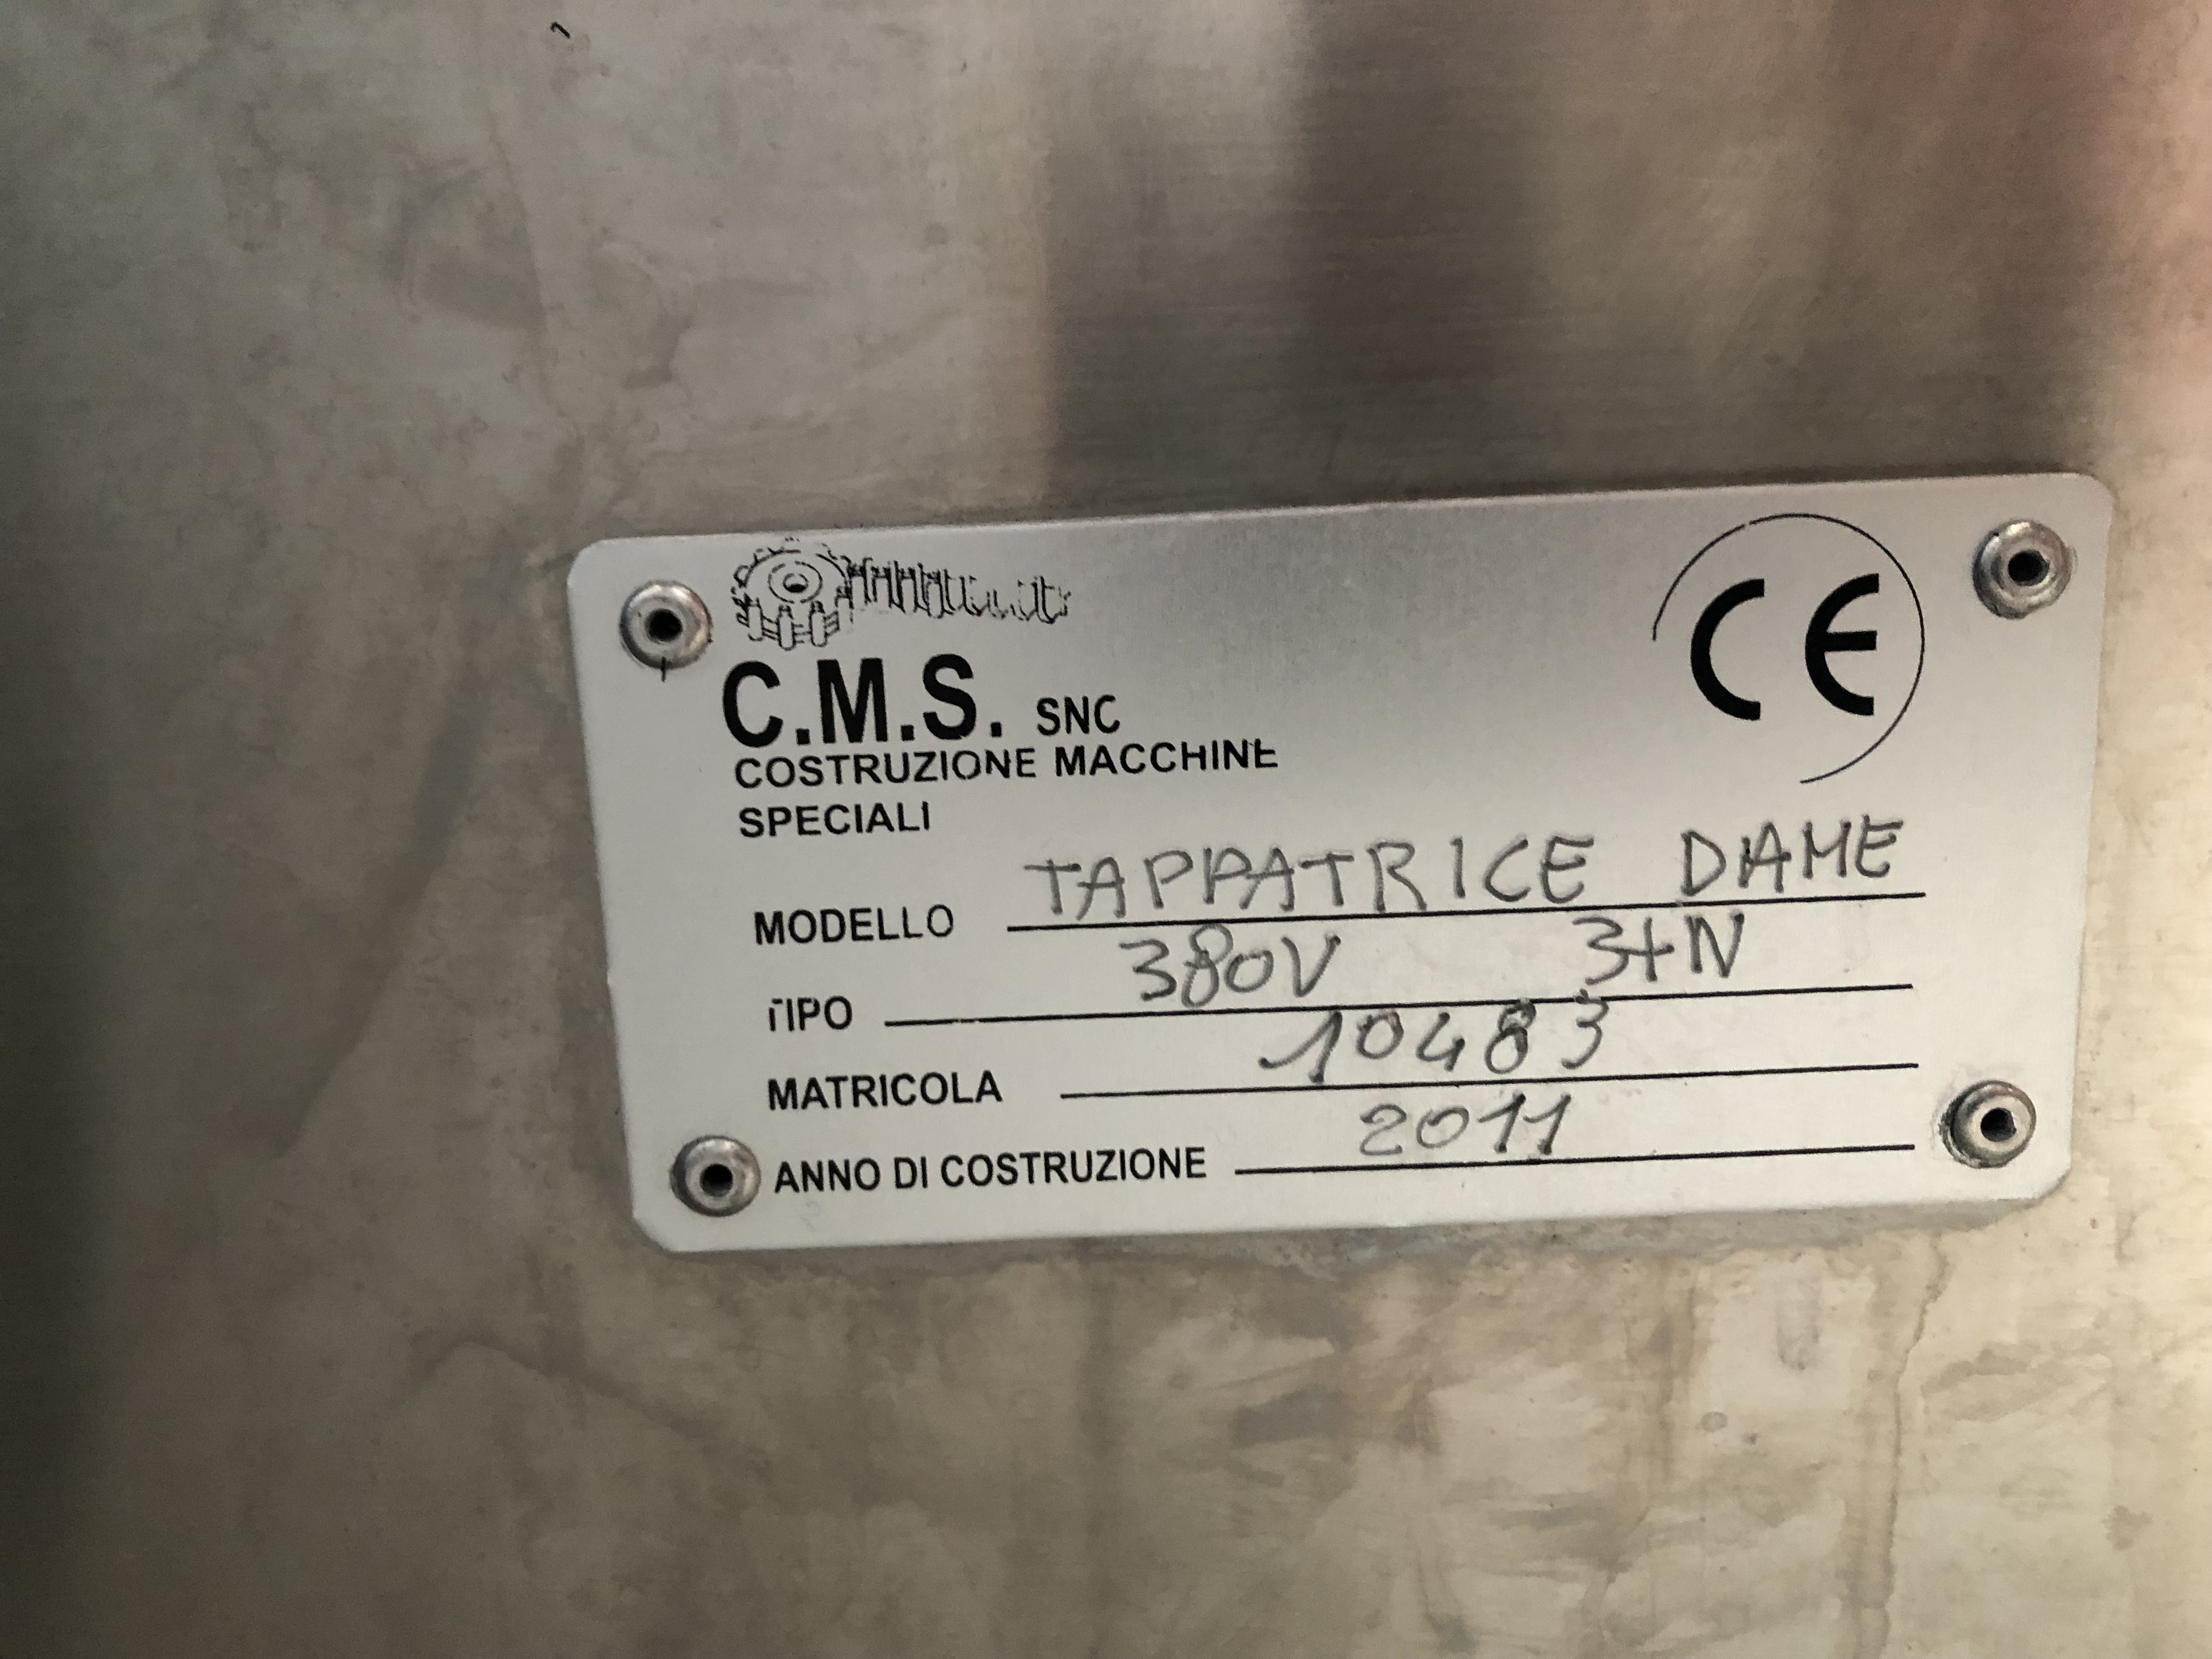 C.M.S. SNC
COSTRUZIONE MACCHINE
SPECIALI
CE
MODELLO TAPPATRICE DAME
TIPO 380V 3+N
MATRICOLA 10483
ANNO DI COSTRUZIONE 2011